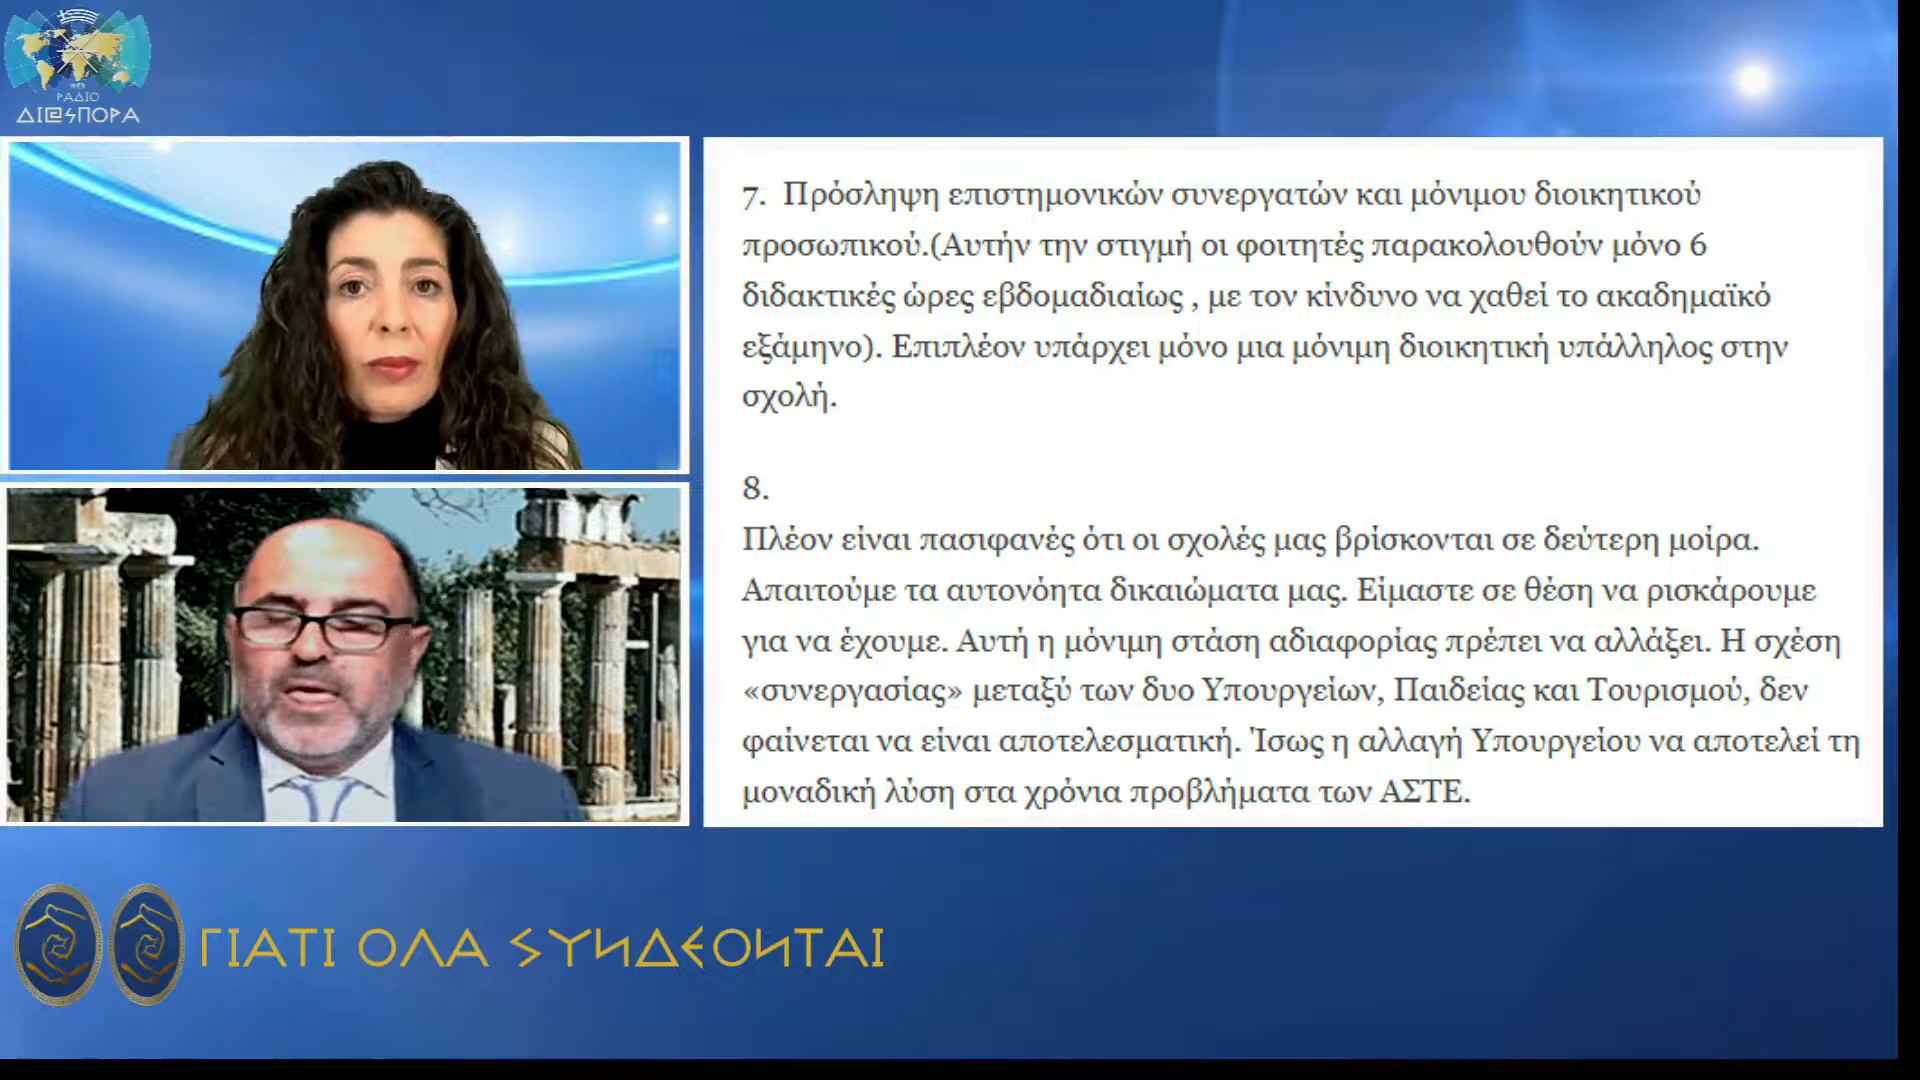 WEB
ΡΑΔΙΟ
ΔΙ@ΣΠΟΡΑ
7. Πρόσληψη επιστημονικών συνεργατών και μόνιμου διοικητικού
προσωπικού.(Αυτήν την στιγμή οι φοιτητές παρακολουθούν μόνο 6
διδακτικές ώρες εβδομαδιαίως , με τον κίνδυνο να χαθεί το ακαδημαϊκό
εξάμηνο). Επιπλέον υπάρχει μόνο μια μόνιμη διοικητική υπάλληλος στην
σχολή.
8.
Πλέον είναι πασιφανές ότι οι σχολές μας βρίσκονται σε δεύτερη μοίρα.
Απαιτούμε τα αυτονόητα δικαιώματα μας. Είμαστε σε θέση να ρισκάρουμε
για να έχουμε. Αυτή η μόνιμη στάση αδιαφορίας πρέπει να αλλάξει. Η σχέση
«συνεργασίας» μεταξύ των δυο Υπουργείων, Παιδείας και Τουρισμού, δεν
φαίνεται να είναι αποτελεσματική. Ίσως η αλλαγή Υπουργείου να αποτελεί τη
μοναδική λύση στα χρόνια προβλήματα των ΑΣΤΕ.
ΓΙΑΤΙ ΟΛΑ ΣΥΝΔΕΟΝΤΑΙ